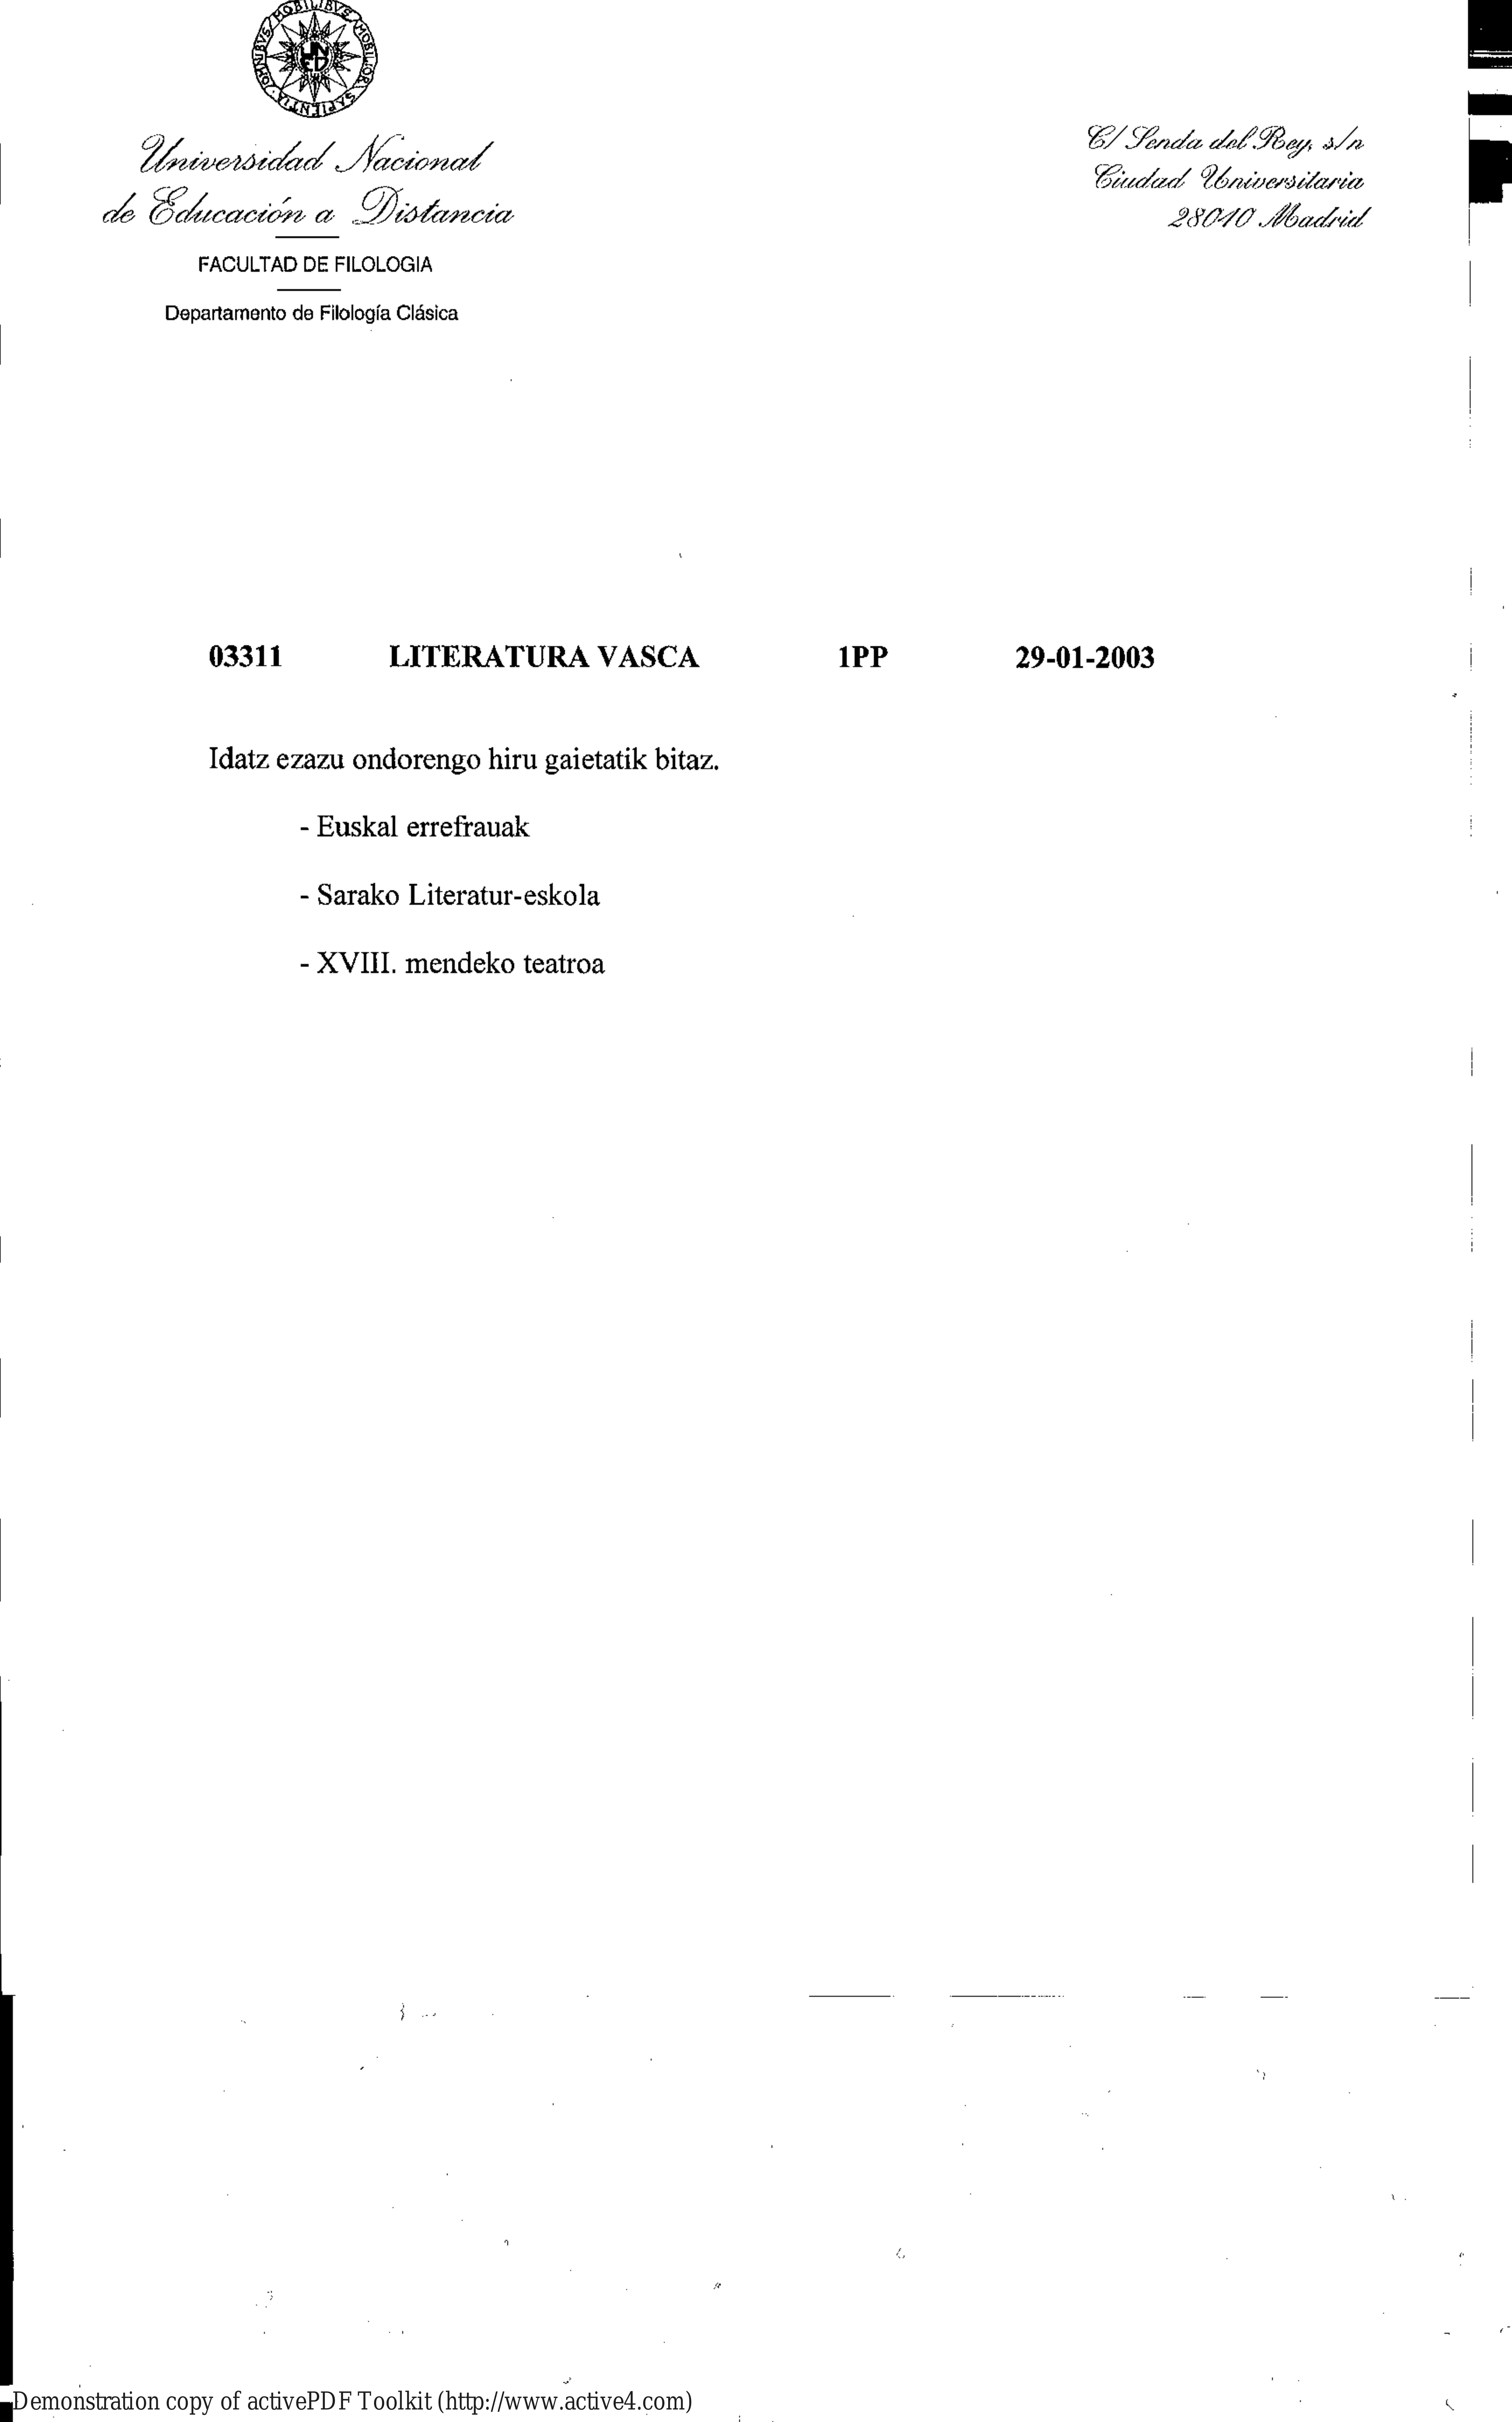 OMNIBVS MOBILIBVS MOBILIOR SAPIENTIA
UNED
Universidad Nacional
de Educación a Distancia
FACULTAD DE FILOLOGIA
Departamento de Filología Clásica
C/ Senda del Rey, s/n
Ciudad Universitaria
28040 Madrid
03311 LITERATURA VASCA 1PP 29-01-2003
Idatz ezazu ondorengo hiru gaietatik bitaz.
- Euskal errefrauak
- Sarako Literatur-eskola
- XVIII. mendeko teatroa
Demonstration copy of activePDF Toolkit (http://www.active4.com)